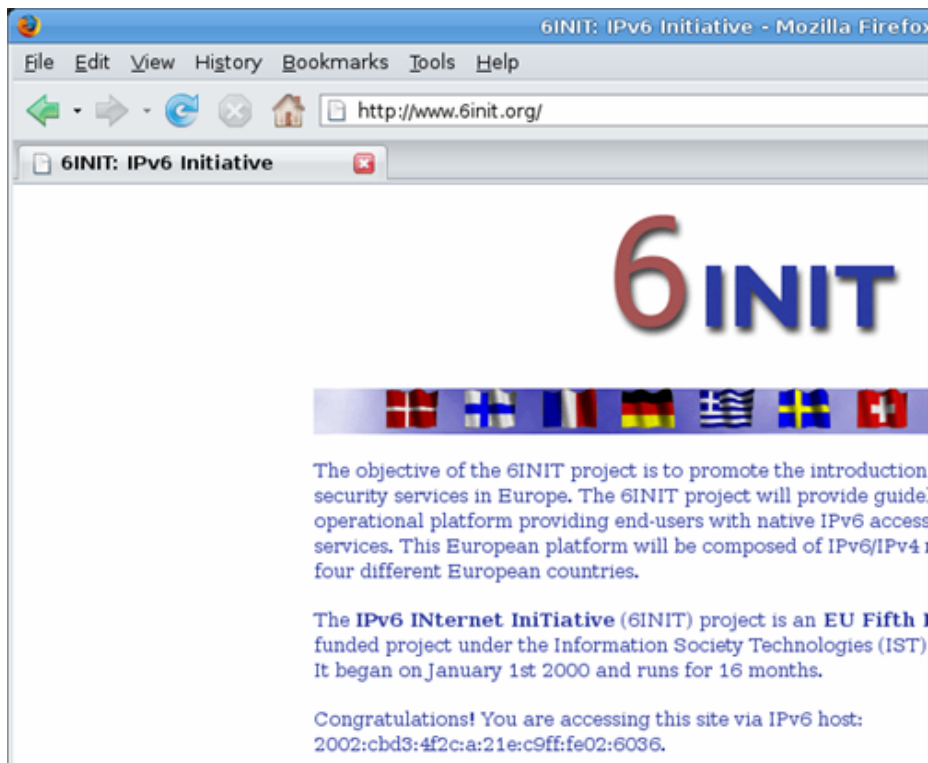 6INIT: IPv6 Initiative - Mozilla Firefox
File Edit View History Bookmarks Tools Help
http://www.6init.org/
6INIT: IPv6 Initiative
6INIT
The objective of the 6INIT project is to promote the introduction
security services in Europe. The 6INIT project will provide
operational platform providing end-users with native IPv6 access
services. This European platform will be composed of IPv6/IPv4
four different European countries.
The IPv6 INternet IniTiative (6INIT) project is an EU Fifth
funded project under the Information Society Technologies (IST)
It began on January 1st 2000 and runs for 16 months.
Congratulations! You are accessing this site via IPv6 host:
2002:cbd3:4f2c:a:21e:c9ff:fe02:6036.